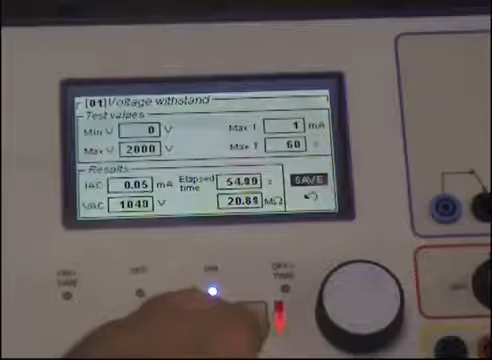 [01]Voltage withstand
Test values
Min V 0 V Max I 1 mA
Max V 2000 V Max T 60 s
Results
IAC 0.05 mA Elapsed time 54.99 s SAVE
VAC 1040 V 20.89 MΩ
OFF+